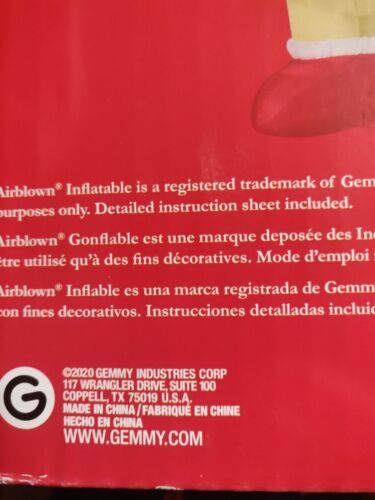 Airblown® Inflatable is a registered trademark of Gemm
purposes only. Detailed instruction sheet included.
Airblown® Gonflable est une marque deposée des Ind
être utilisé qu'à des fins décoratives. Mode d'emploi i
Airblown® Inflable es una marca registrada de Gemm
con fines decorativos. Instrucciones detalladas incluid
G
©2020 GEMMY INDUSTRIES CORP
117 WRANGLER DRIVE, SUITE 100
COPPELL, TX 75019 U.S.A.
MADE IN CHINA / FABRIQUÉ EN CHINE
HECHO EN CHINA
WWW.GEMMY.COM